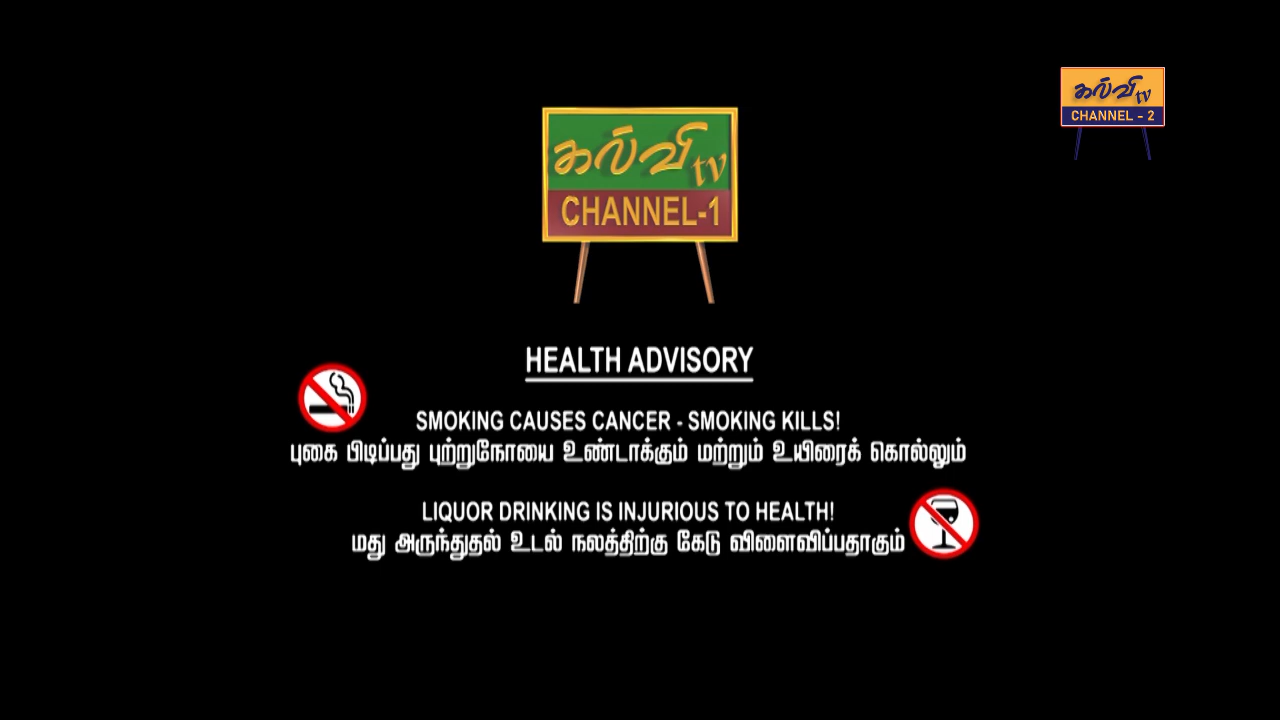 கல்வி tv
CHANNEL - 2
கல்வி tv
CHANNEL-1
HEALTH ADVISORY
SMOKING CAUSES CANCER - SMOKING KILLS!
புகை பிடிப்பது புற்றுநோயை உண்டாக்கும் மற்றும் உயிரைக் கொல்லும்
LIQUOR DRINKING IS INJURIOUS TO HEALTH!
மது அருந்துதல் உடல் நலத்திற்கு கேடு விளைவிப்பதாகும்